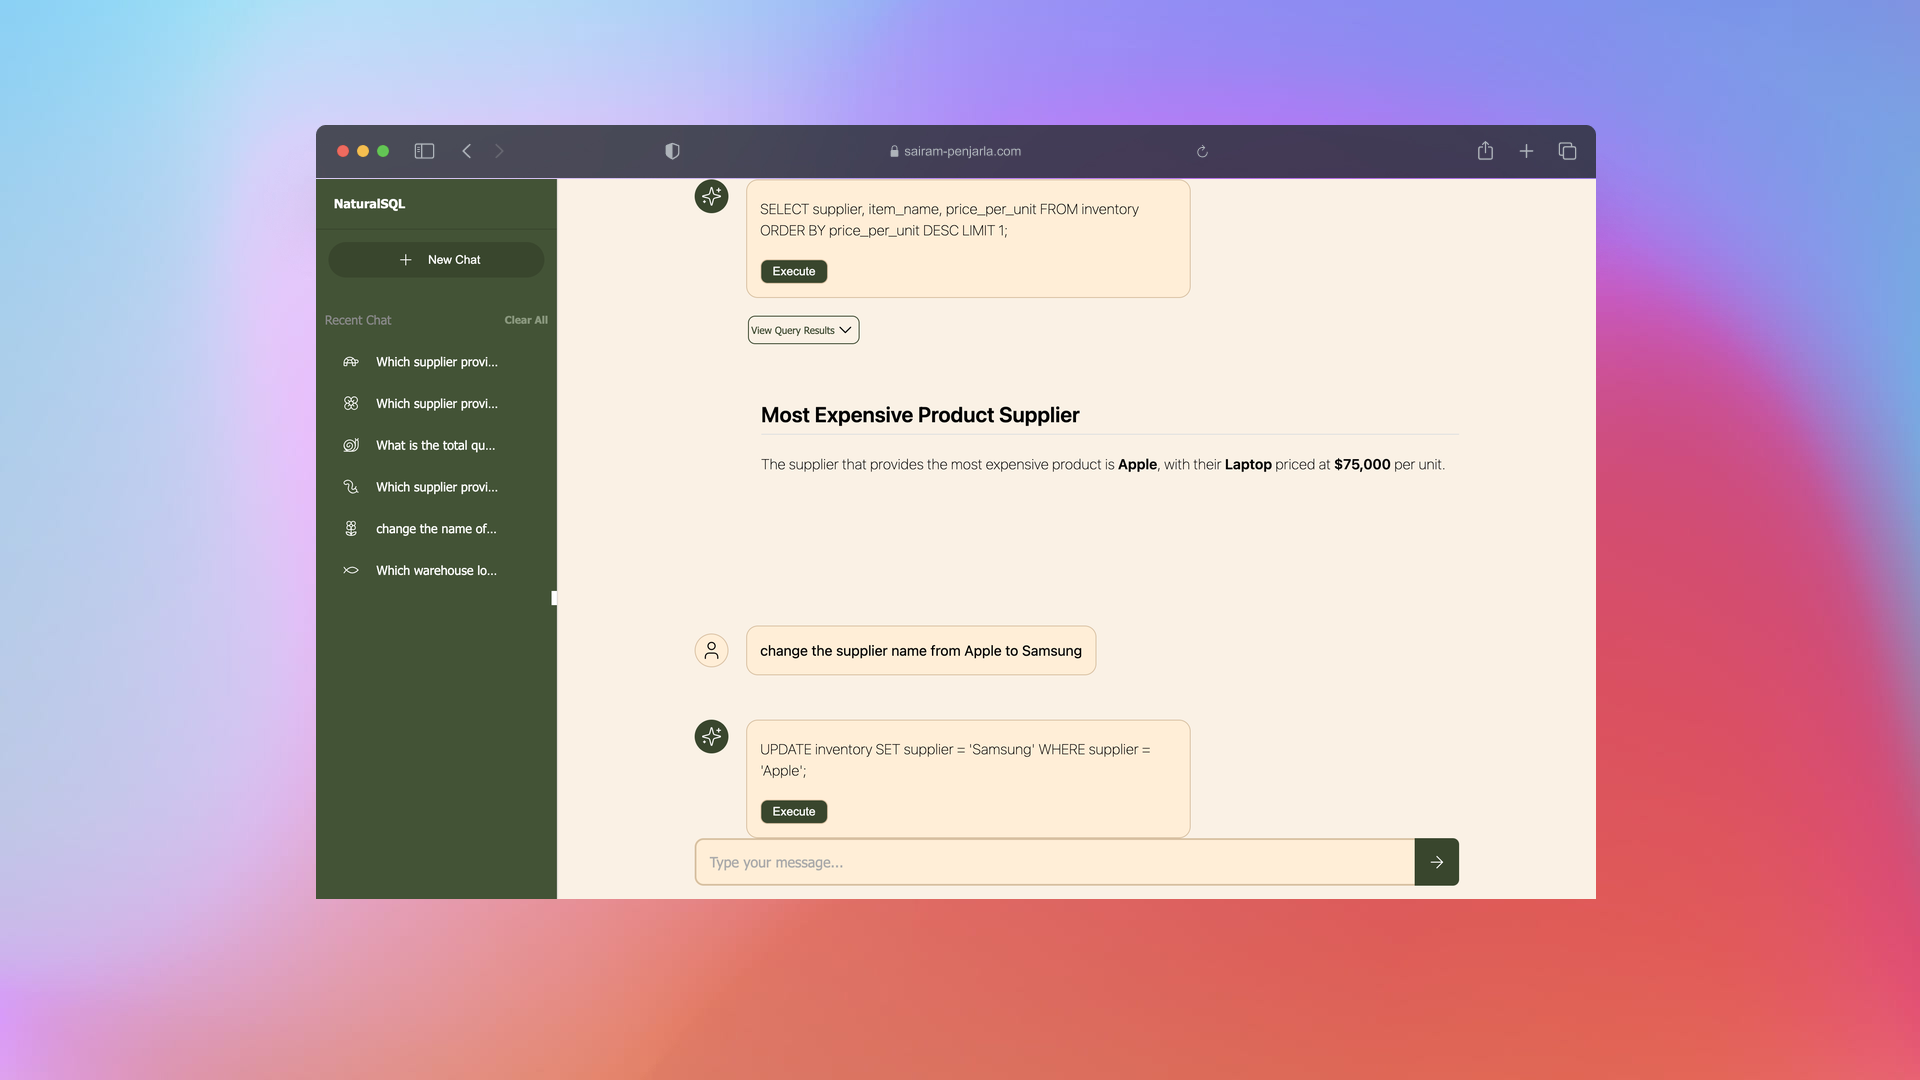 sairam-penjarla.com
NaturalSQL
New Chat
Recent Chat
Clear All
Which supplier provi...
Which supplier provi...
What is the total qu...
Which supplier provi...
change the name of...
Which warehouse lo...
SELECT supplier, item_name, price_per_unit FROM inventory
ORDER BY price_per_unit DESC LIMIT 1;
Execute
View Query Results
Most Expensive Product Supplier
The supplier that provides the most expensive product is Apple, with their Laptop priced at $75,000 per unit.
change the supplier name from Apple to Samsung
UPDATE inventory SET supplier = 'Samsung' WHERE supplier =
'Apple';
Execute
Type your message...